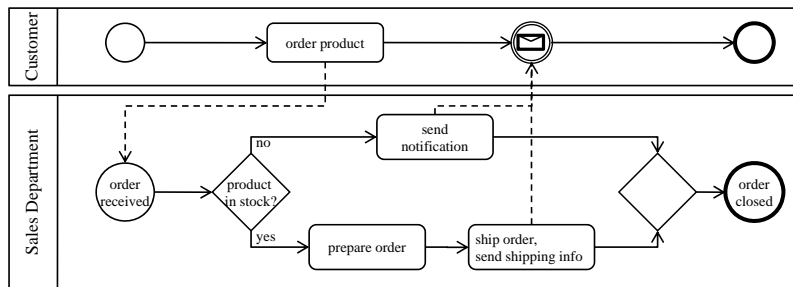 Customer
order product
Sales Department
order
received
product
in stock?
no
send
notification
yes
prepare order
ship order,
send shipping info
order
closed